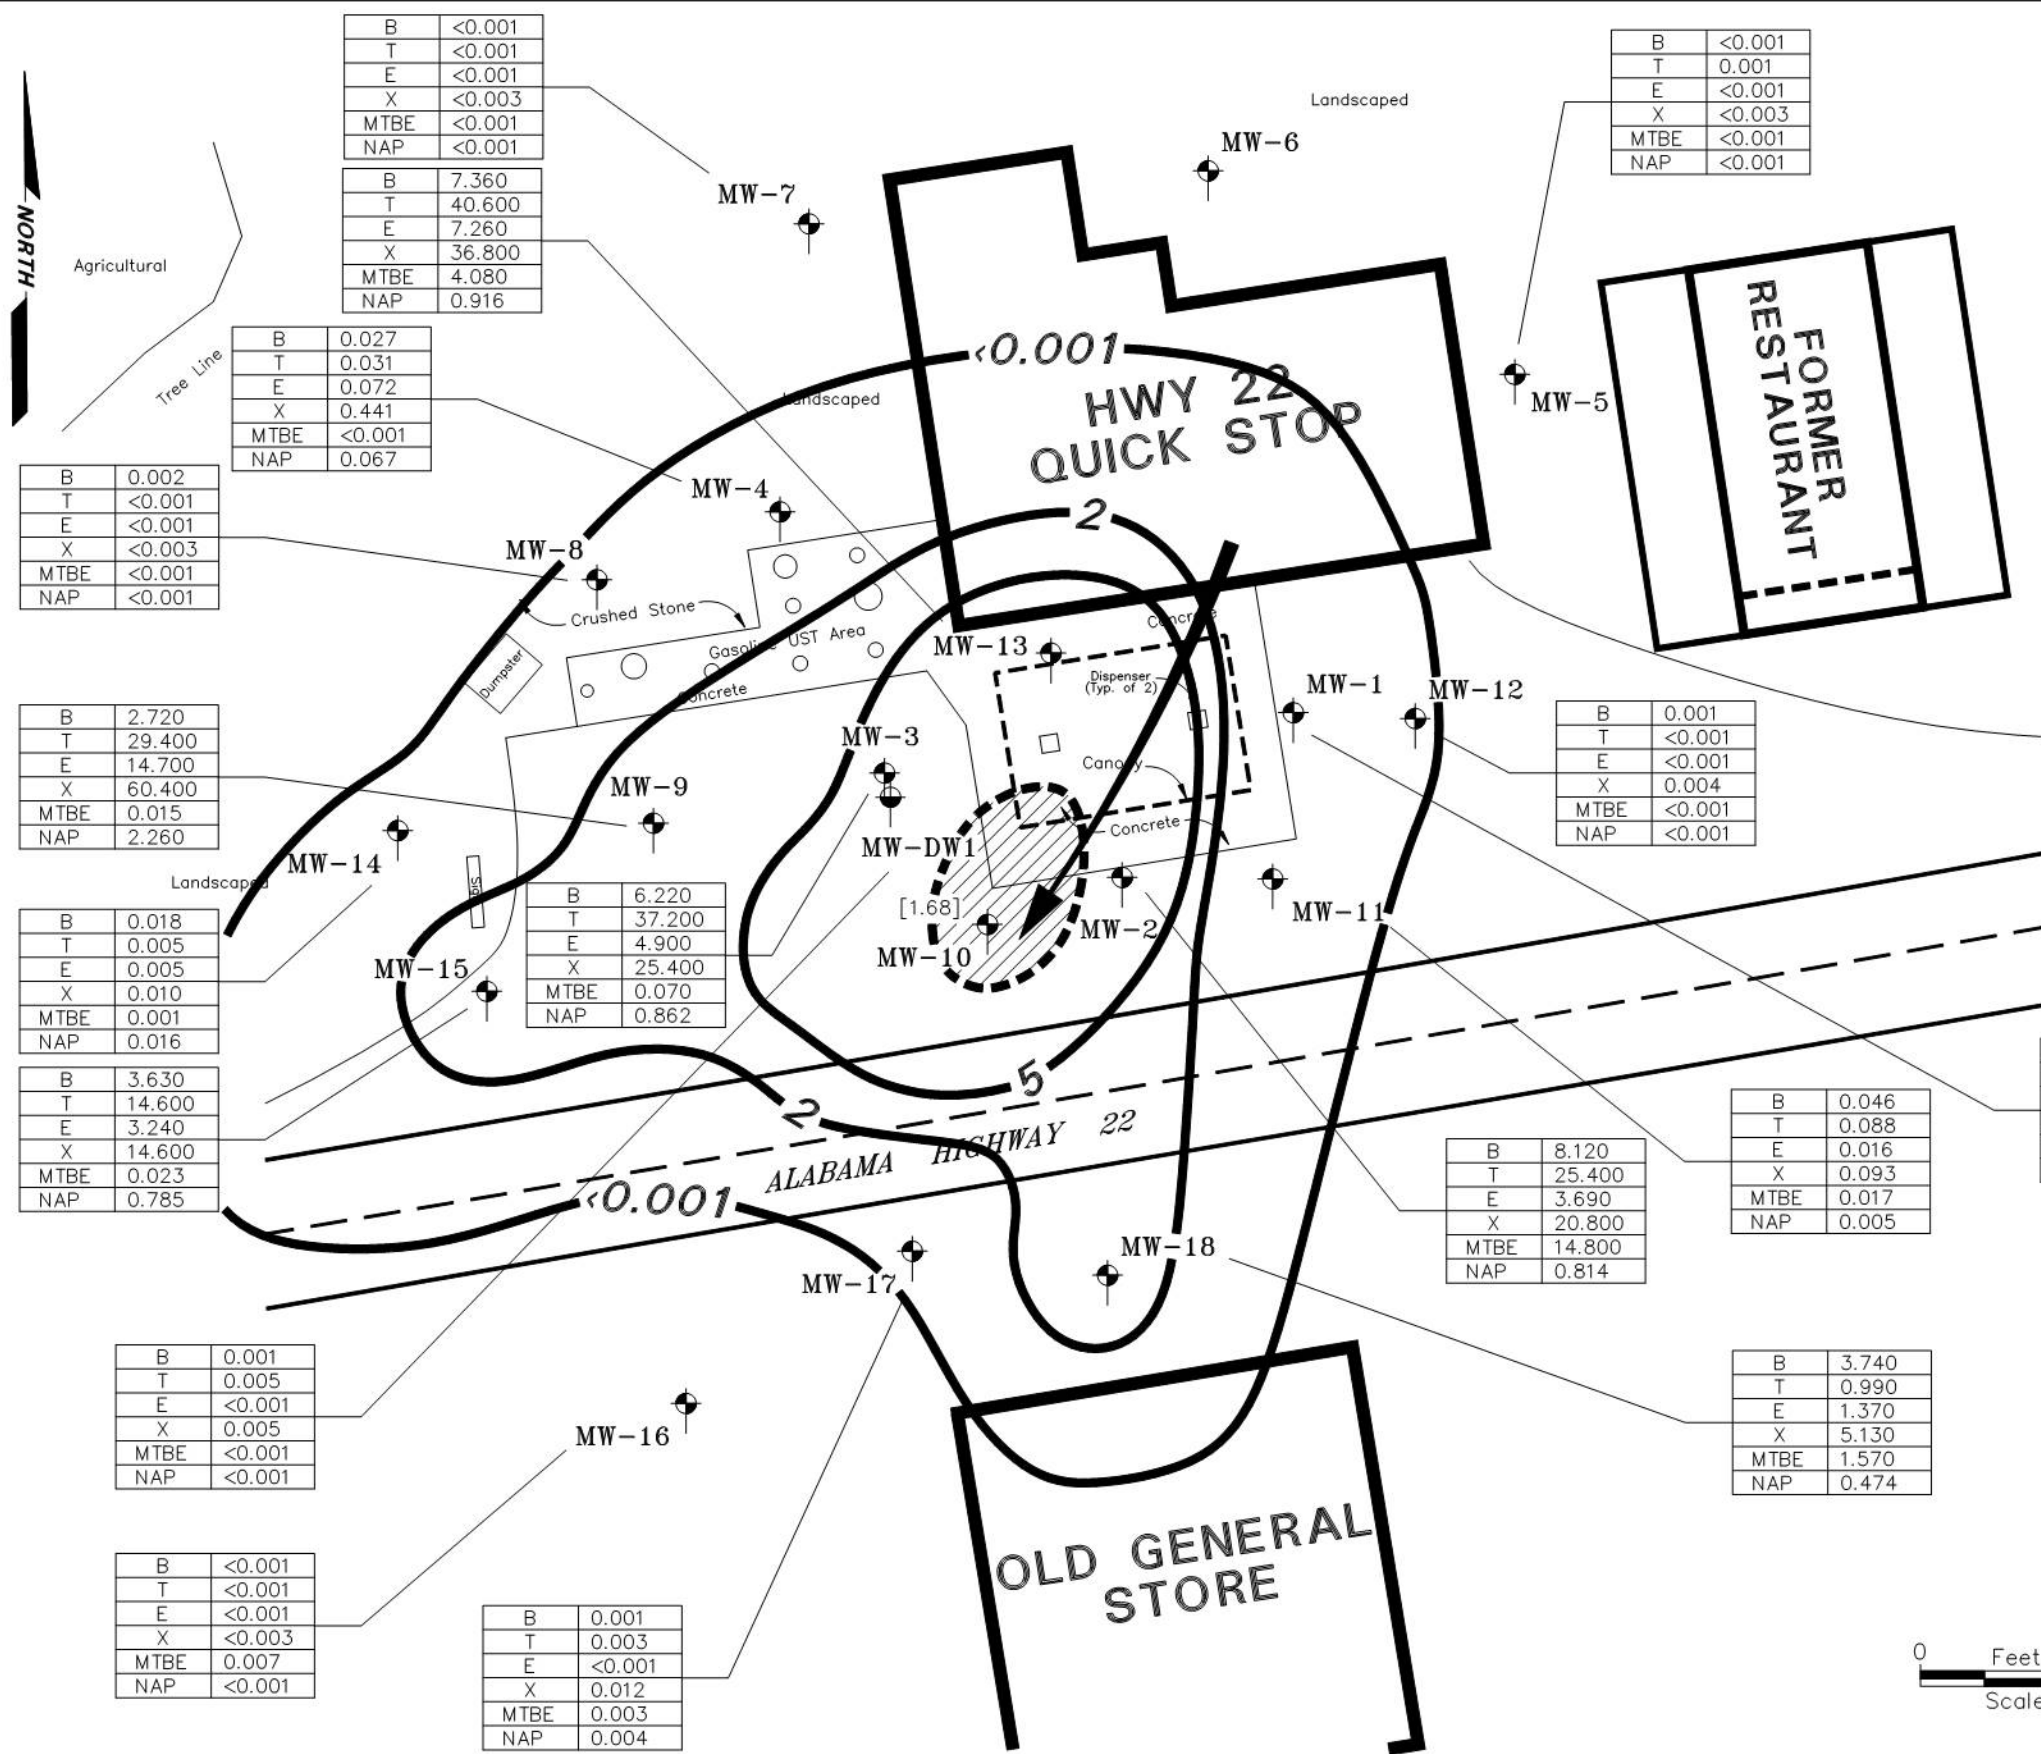 B <0.001
T <0.001
E <0.001
X <0.003
MTBE <0.001
NAP <0.001
B <0.001
T 0.001
E <0.001
X <0.003
MTBE <0.001
NAP <0.001
Landscaped
MW-6
MW-7
NORTH
Agricultural
Tree Line
B 7.360
T 40.600
E 7.260
X 36.800
MTBE 4.080
NAP 0.916
B 0.027
T 0.031
E 0.072
X 0.441
MTBE <0.001
NAP 0.067
<0.001
HWY 22
QUICK STOP
Landscaped
MW-5
FORMER
RESTAURANT
B 0.002
T <0.001
E <0.001
X <0.003
MTBE <0.001
NAP <0.001
MW-4
2
MW-8
Crushed Stone
Gasoline UST Area
Concrete
Dumpster
MW-13
Concrete
Dispenser
(Typ. of 2)
MW-1
MW-12
B 2.720
T 29.400
E 14.700
X 60.400
MTBE 0.015
NAP 2.260
MW-3
Canopy
MW-9
B 0.001
T <0.001
E <0.001
X 0.004
MTBE <0.001
NAP <0.001
Concrete
MW-DW1
MW-14
Landscaped
Sign
[1.68]
MW-10
MW-2
MW-11
B 0.018
T 0.005
E 0.005
X 0.010
MTBE 0.001
NAP 0.016
B 6.220
T 37.200
E 4.900
X 25.400
MTBE 0.070
NAP 0.862
MW-15
B 3.630
T 14.600
E 3.240
X 14.600
MTBE 0.023
NAP 0.785
5
2
ALABAMA HIGHWAY 22
<0.001
B 0.046
T 0.088
E 0.016
X 0.093
MTBE 0.017
NAP 0.005
B 8.120
T 25.400
E 3.690
X 20.800
MTBE 14.800
NAP 0.814
MW-18
MW-17
B 0.001
T 0.005
E <0.001
X 0.005
MTBE <0.001
NAP <0.001
B 3.740
T 0.990
E 1.370
X 5.130
MTBE 1.570
NAP 0.474
MW-16
OLD GENERAL
STORE
B <0.001
T <0.001
E <0.001
X <0.003
MTBE 0.007
NAP <0.001
B 0.001
T 0.003
E <0.001
X 0.012
MTBE 0.003
NAP 0.004
0 Feet
Scale